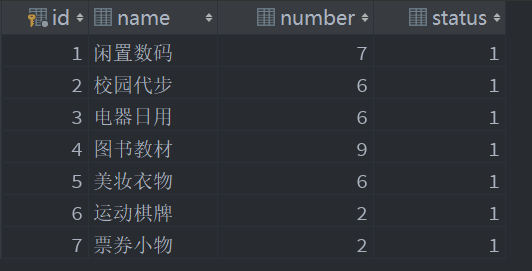 id name number status
1 闲置数码 7 1
2 校园代步 6 1
3 电器日用 6 1
4 图书教材 9 1
5 美妆衣物 6 1
6 运动棋牌 2 1
7 票券小物 2 1